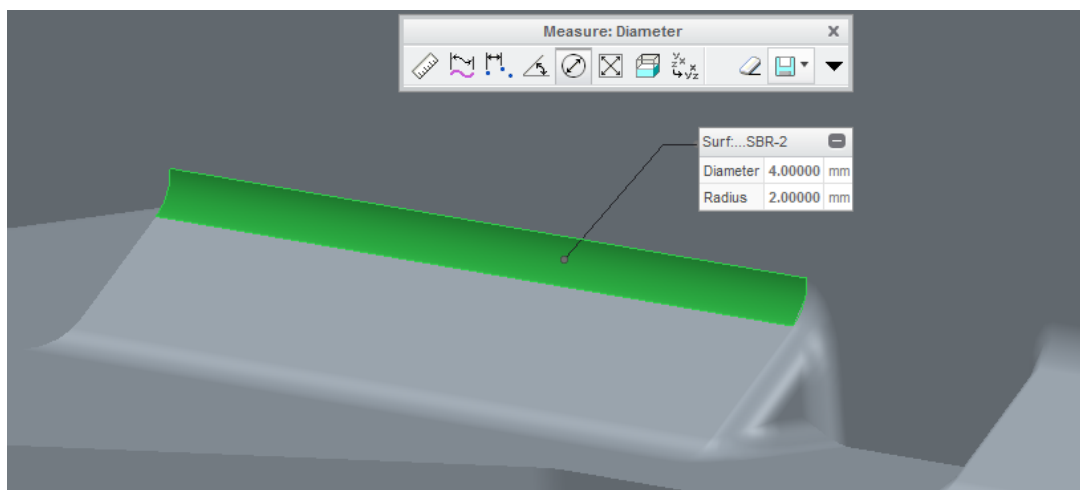 Measure: Diameter
Surf:...SBR-2
Diameter 4.00000 mm
Radius 2.00000 mm